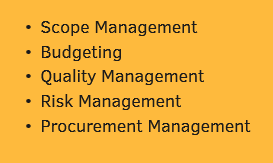 • Scope Management
• Budgeting
• Quality Management
• Risk Management
• Procurement Management